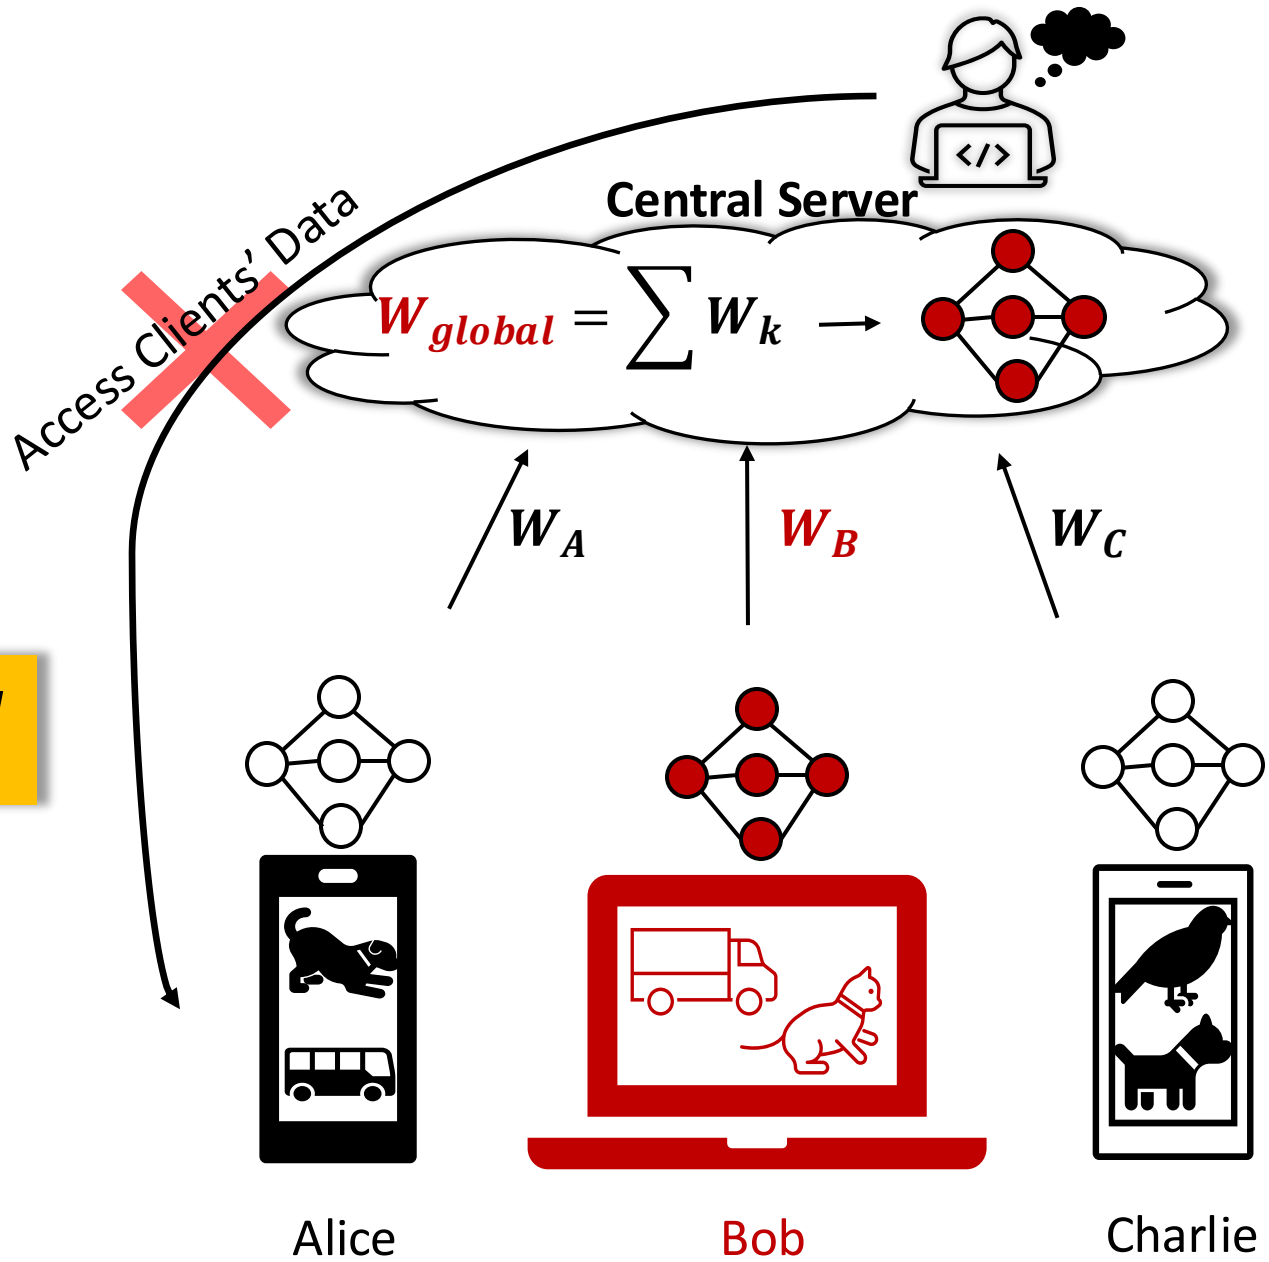 </>
Central Server
Access Clients’ Data
W_global = ∑ W_k
W_A
W_B
W_C
Alice
Bob
Charlie